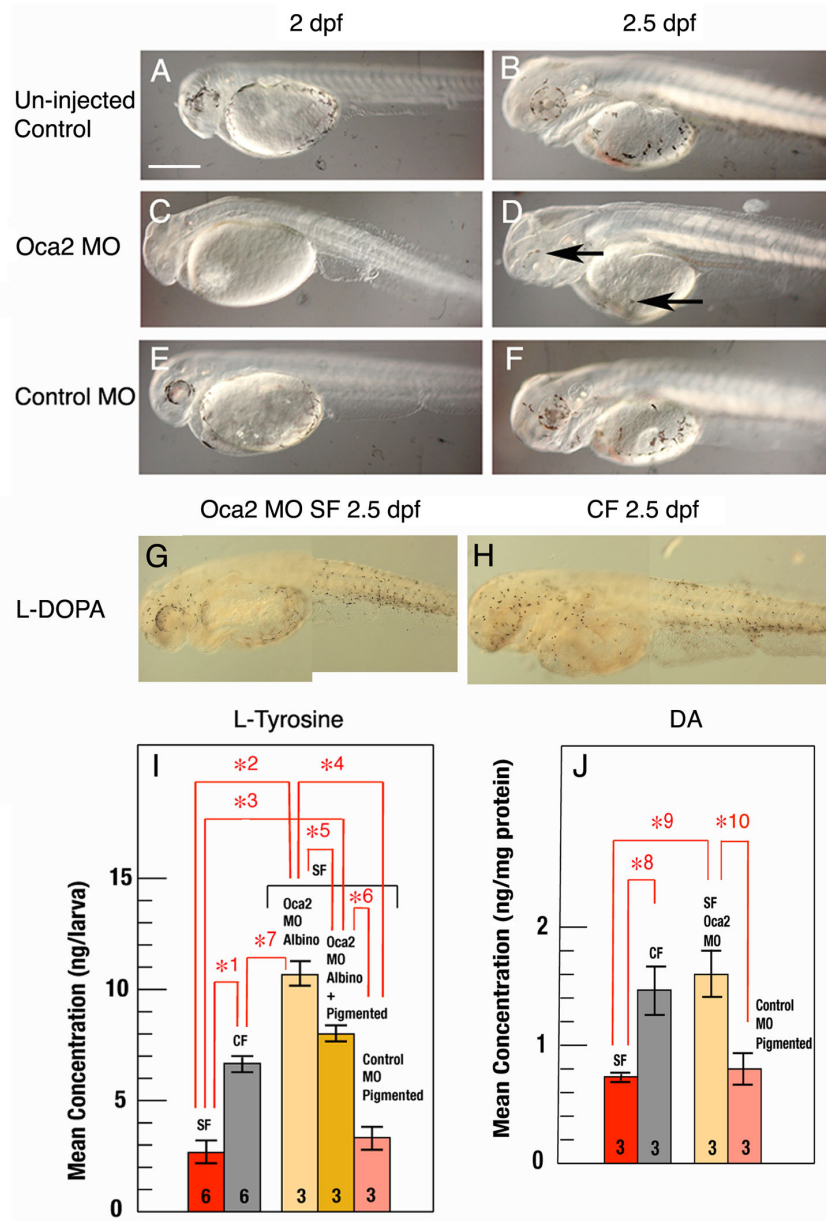 2 dpf
2.5 dpf
Un-injected
Control
A
B
Oca2 MO
C
D
Control MO
E
F
Oca2 MO SF 2.5 dpf
CF 2.5 dpf
L-DOPA
G
H
L-Tyrosine
I
Mean Concentration (ng/larva)
15
10
5
0
*2
*4
*3
*5
SF
*6
*7
*1
Oca2
MO
Albino
Oca2
MO
Albino
+
Pigmented
CF
SF
Control
MO
Pigmented
6
6
3
3
3
DA
J
Mean Concentration (ng/mg protein)
2
1
0
*9
*10
*8
SF
Oca2
MO
CF
SF
Control
MO
Pigmented
3
3
3
3